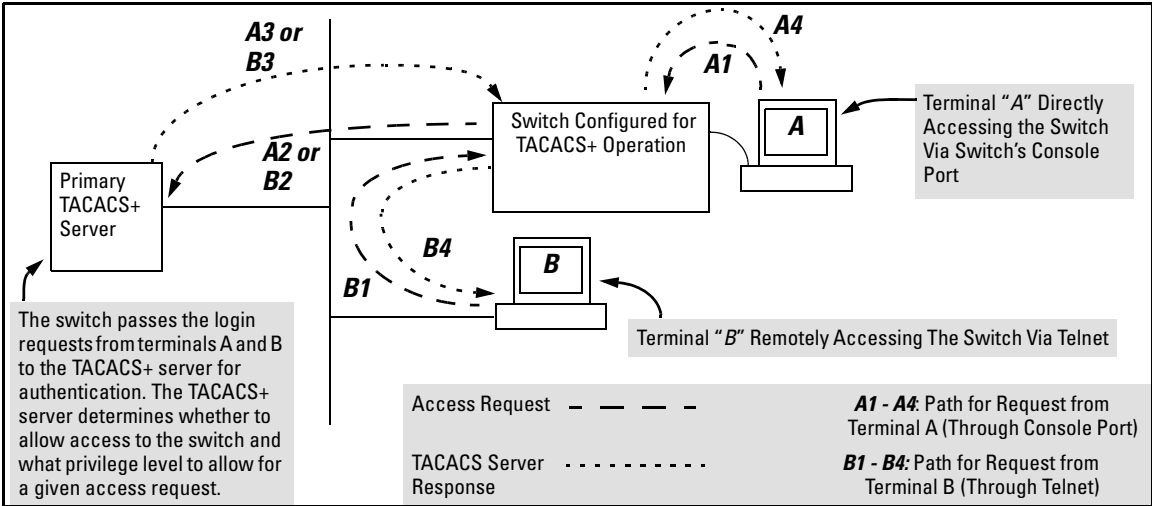 A3 or
B3
A4
A1
Switch Configured for
TACACS+ Operation
A
Terminal “A” Directly
Accessing the Switch
Via Switch's Console
Port
A2 or
B2
Primary
TACACS+
Server
B4
B
B1
The switch passes the login
requests from terminals A and B
to the TACACS+ server for
authentication. The TACACS+
server determines whether to
allow access to the switch and
what privilege level to allow for
a given access request.
Terminal “B” Remotely Accessing The Switch Via Telnet
Access Request
A1 - A4: Path for Request from
Terminal A (Through Console Port)
TACACS Server
Response
B1 - B4: Path for Request from
Terminal B (Through Telnet)